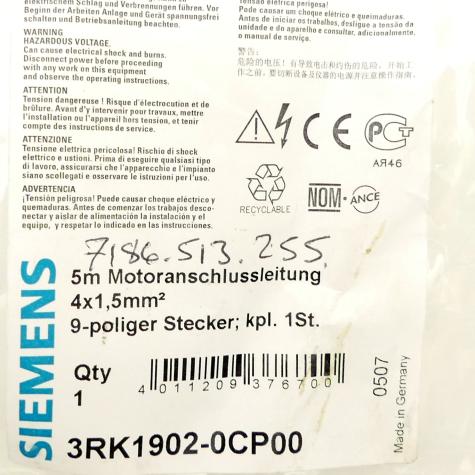 elektrischem Schlag und Verbrennungen führen. Vor
Beginn der Arbeiten Anlage und Gerät spannungsfrei
schalten und Betriebsanleitung beachten.
WARNING
HAZARDOUS VOLTAGE.
Can cause electrical shock and burns.
Disconnect power before proceeding
with any work on this equipment
and observe the operating instructions.
ATTENTION
Tension dangereuse ! Risque d'électrocution et de
brûlure. Avant d'y intervenir pour travaux, mettre
l'installation ou l'appareil hors tension, et tenir
compte des instructions de service.
ATTENZIONE
Tensione elettrica pericolosa! Rischio di shock
elettrico e ustioni. Prima di eseguire qualsiasi tipo
di lavoro, assicurarsi che l'apparecchio e l'impianto
siano scollegati e osservare le istruzioni per l'uso.
ADVERTENCIA
¡Tensión peligrosa! Puede causar choque eléctrico y
quemaduras. Antes de comenzar los trabajos desco-
nectar y aislar de alimentación la instalación y el
equipo, y respetar lo indicado en las instrucciones.
Tensão elétrica perigosa!
Pode causar um choque elétrico e queimaduras.
Antes de iniciar os trabalhos, desligue a tensão da
unidade e do aparelho e consultar, adicionalmente,
o manual de serviço.
警告:
危险的电压! 有导致电击和灼伤的危险。开始工
作之前,要切断设备及仪器的电源并注意操作指南。
CE
PCT
АЯ46
RECYCLABLE
NOM-ANCE
7186.513.255
SIEMENS
5m Motoranschlussleitung
4x1,5mm²
9-poliger Stecker; kpl. 1St.
Qty
1
4 011209 376700
0507
Made in Germany
3RK1902-0CP00